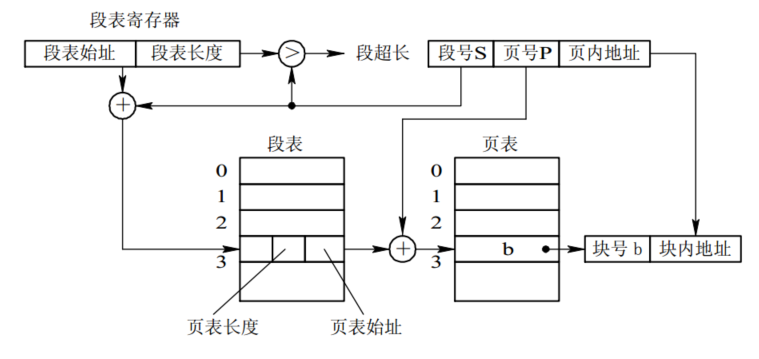 段表寄存器
段表始址 段表长度 > 段超长 段号S 页号P 页内地址
+
段表 页表
0 0
1 1
2 2
+ b 块号b 块内地址
3 3
页表长度 页表始址